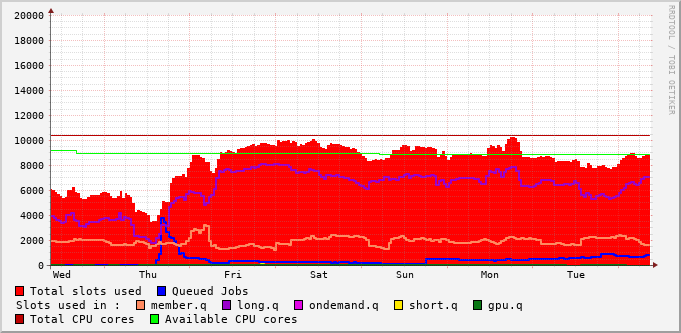 RRDTOOL / TOBI OETIKER
20000
18000
16000
14000
12000
10000
8000
6000
4000
2000
0
Wed Thu Fri Sat Sun Mon Tue
Total slots used Queued Jobs
Slots used in : member.q long.q ondemand.q short.q gpu.q
Total CPU cores Available CPU cores